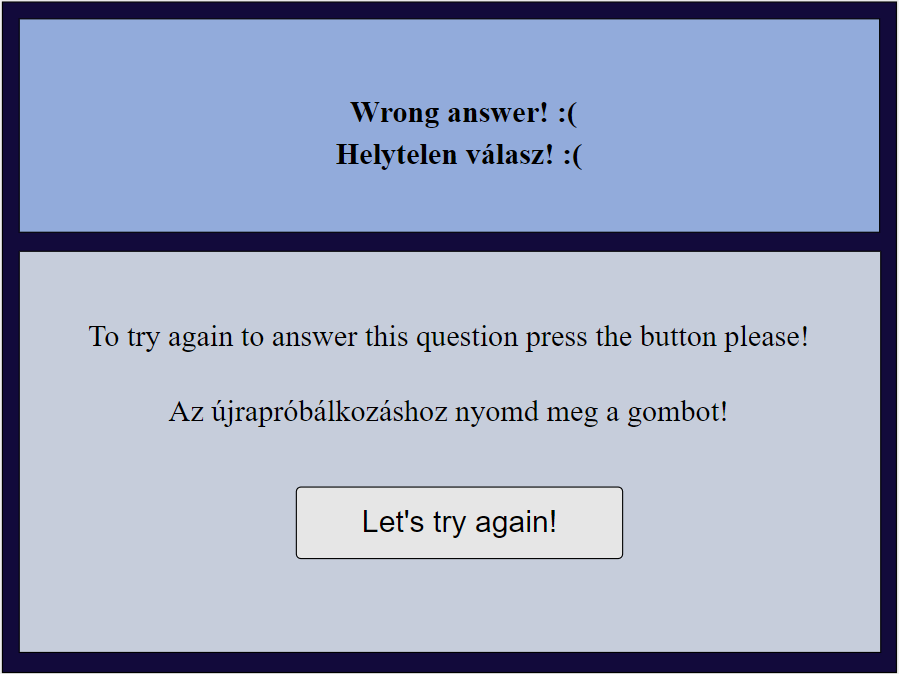 Wrong answer! :(
Helytelen válasz! :(
To try again to answer this question press the button please!
Az újrapróbálkozáshoz nyomd meg a gombot!
Let's try again!